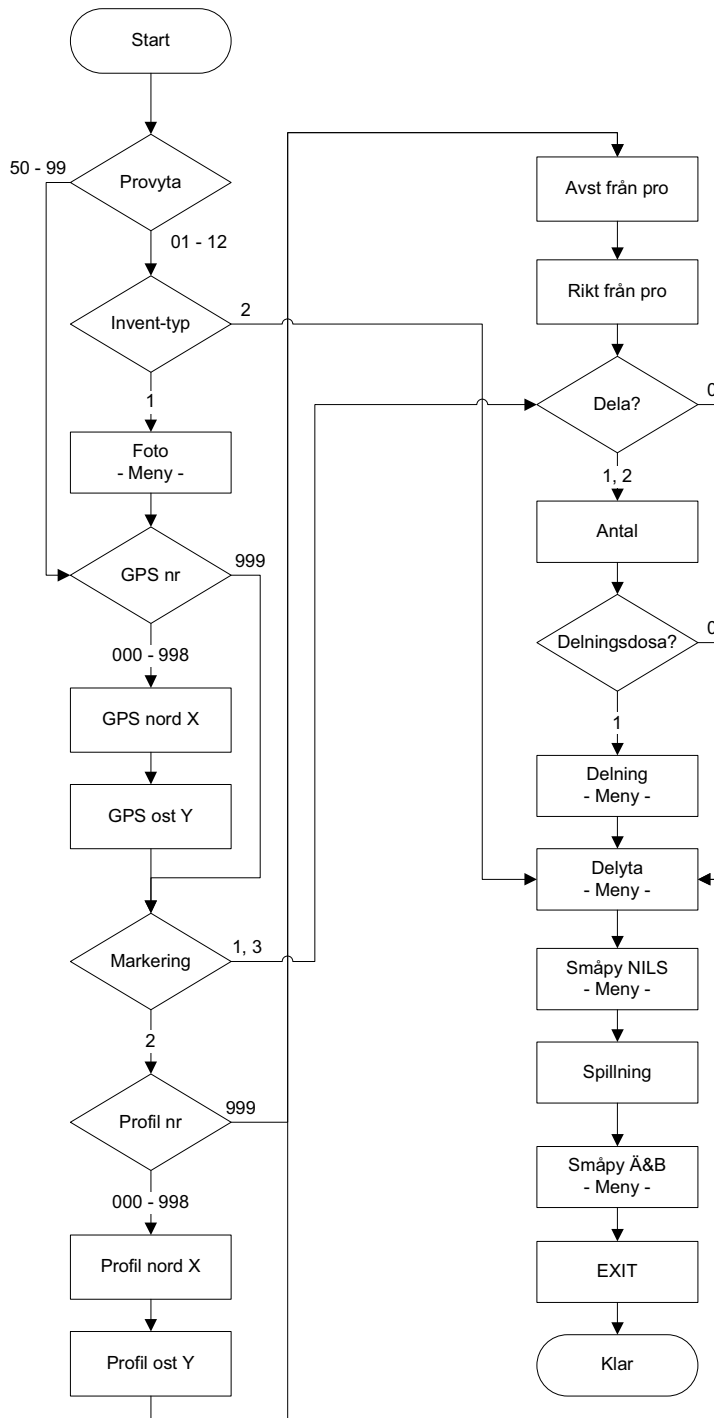 Start
Provyta
50 - 99
01 - 12
Invent-typ
2
1
Foto
- Meny -
GPS nr
999
000 - 998
GPS nord X
GPS ost Y
Markering
1, 3
2
Profil nr
999
000 - 998
Profil nord X
Profil ost Y
Avst från pro
Rikt från pro
Dela?
0
1, 2
Antal
Delningsdosa?
0
1
Delning
- Meny -
Delyta
- Meny -
Småpy NILS
- Meny -
Spillning
Småpy Ä&B
- Meny -
EXIT
Klar